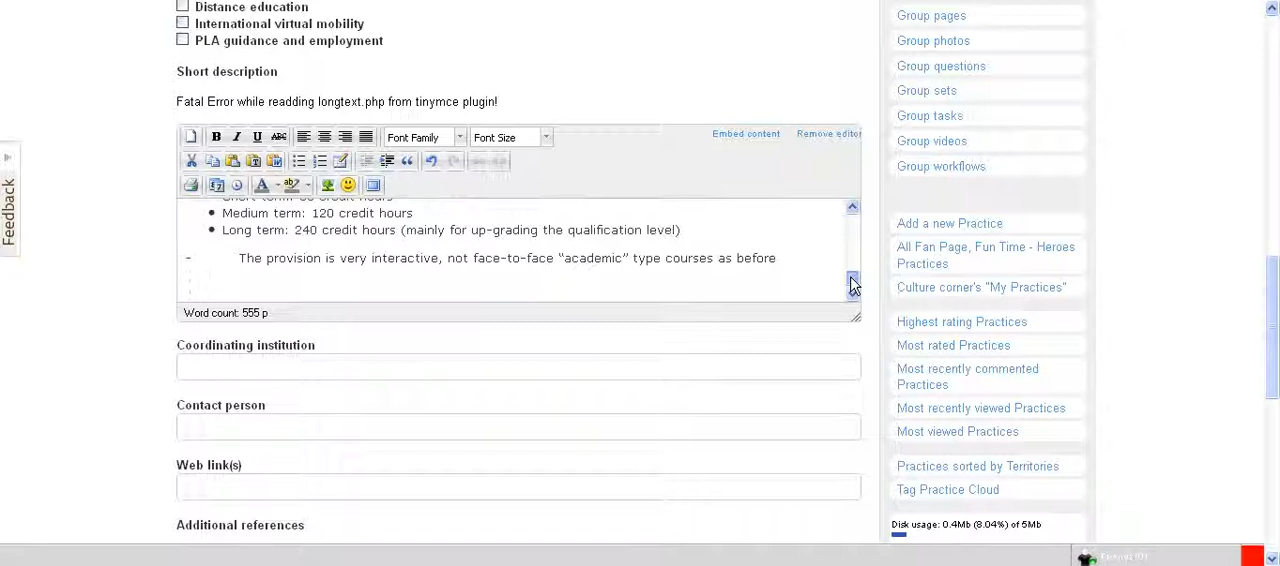 Distance education
International virtual mobility
PLA guidance and employment
Short description
Fatal Error while readding longtext.php from tinymce plugin!
B I U ABC Font Family Font Size
Embed content Remove editor
Medium term: 120 credit hours
Long term: 240 credit hours (mainly for up-grading the qualification level)
- The provision is very interactive, not face-to-face “academic” type courses as before
Word count: 555 p
Coordinating institution
Contact person
Web link(s)
Additional references
Feedback
Group pages
Group photos
Group questions
Group sets
Group tasks
Group videos
Group workflows
Add a new Practice
All Fan Page, Fun Time - Heroes
Practices
Culture corner's "My Practices"
Highest rating Practices
Most rated Practices
Most recently commented
Practices
Most recently viewed Practices
Most viewed Practices
Practices sorted by Territories
Tag Practice Cloud
Disk usage: 0.4Mb (8.04%) of 5Mb